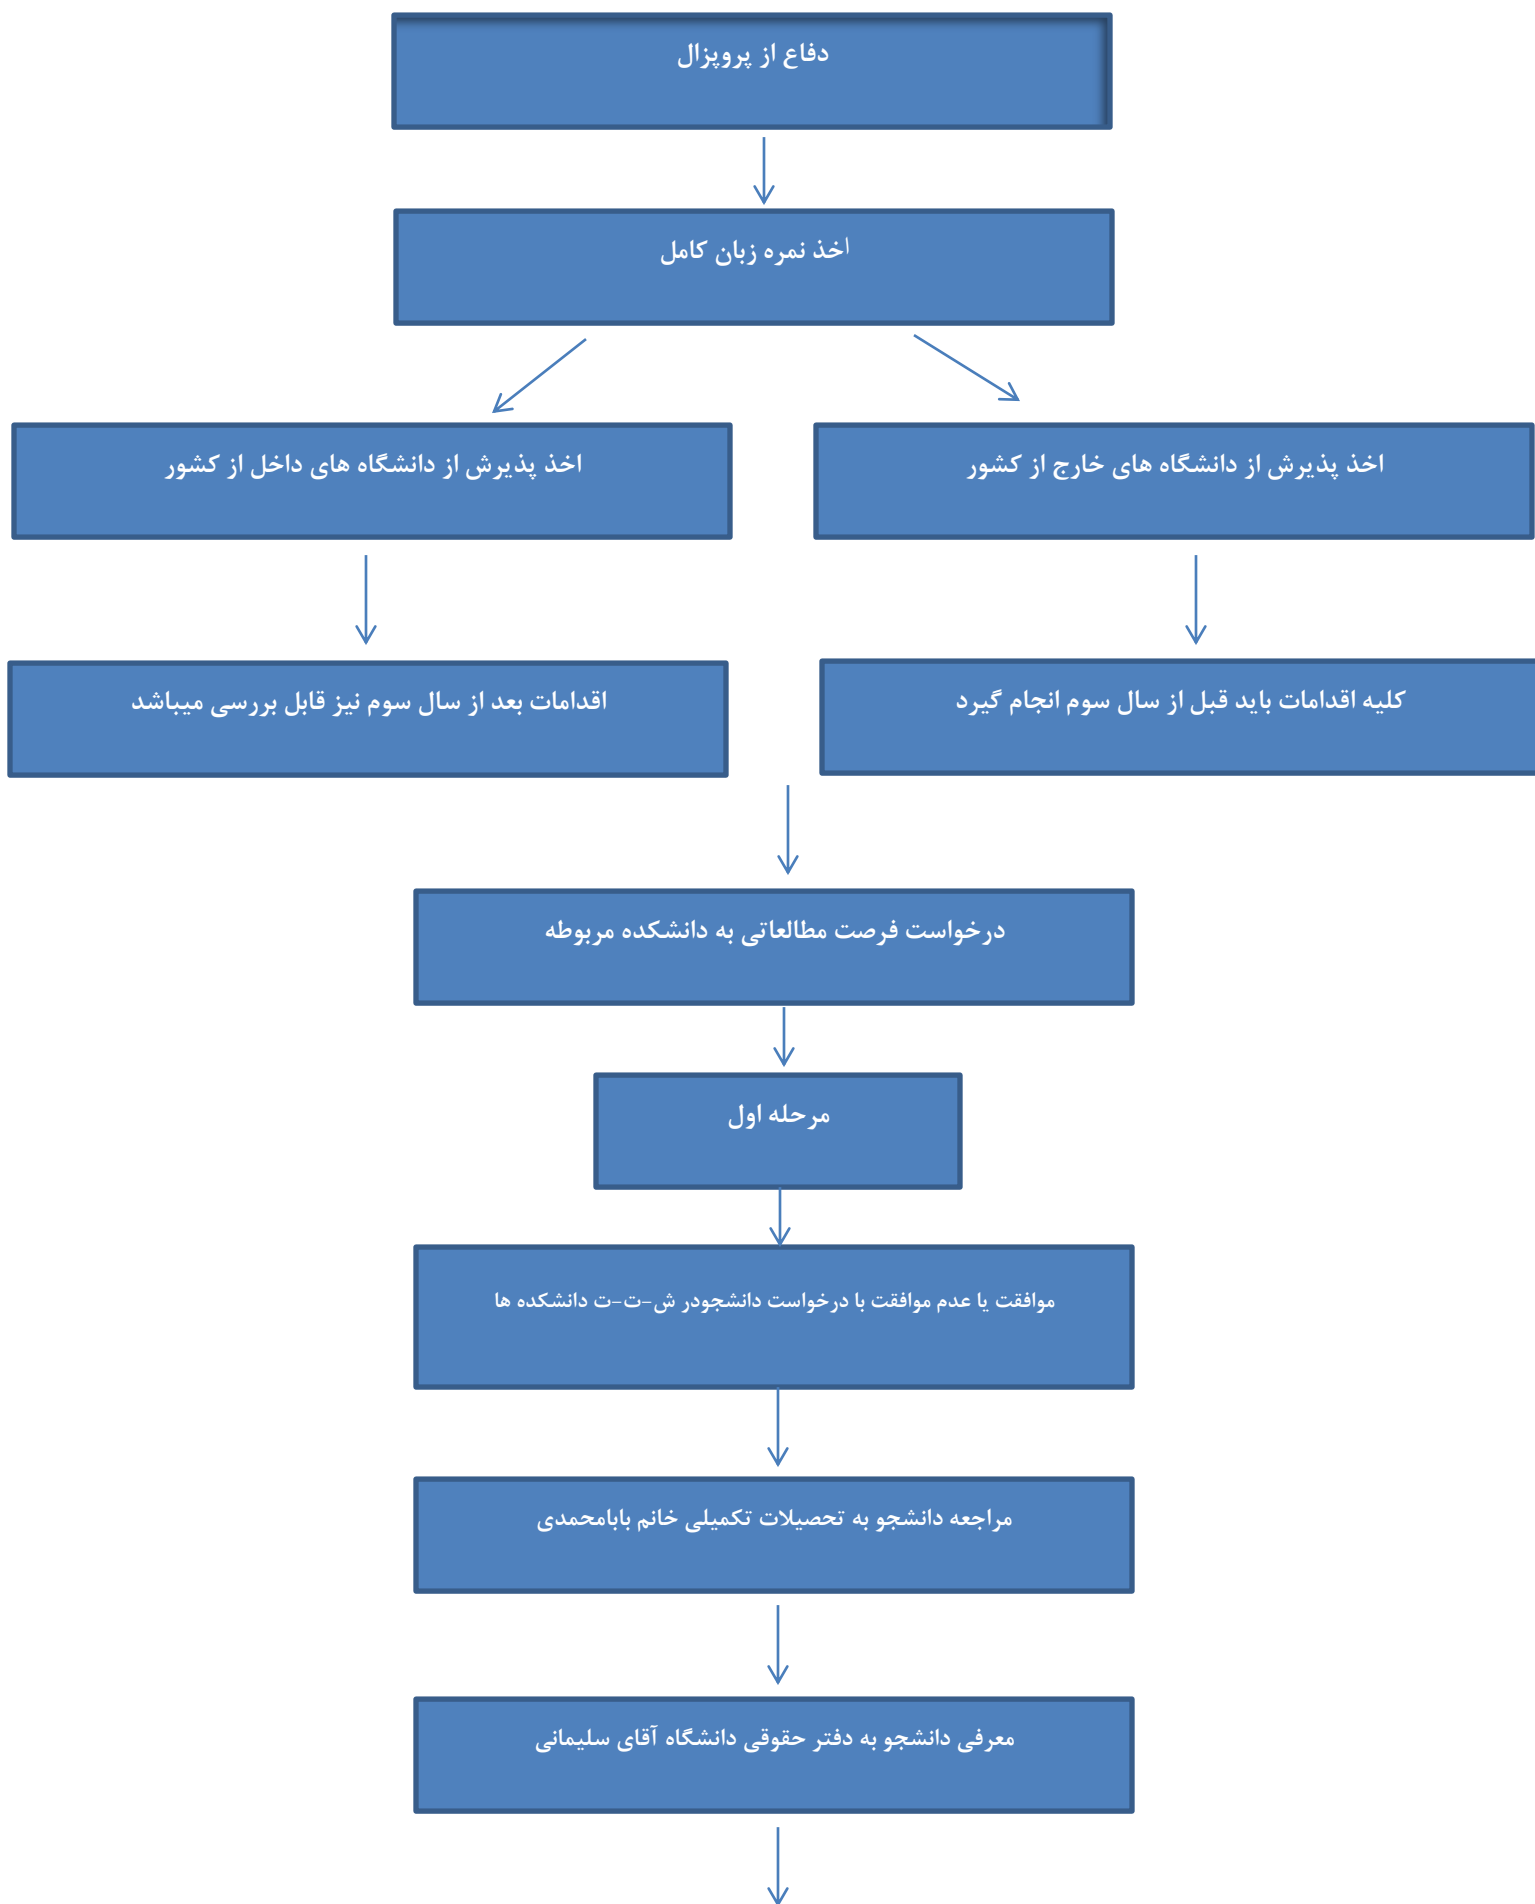 دفاع از پروپزال
اخذ نمره زبان کامل
اخذ پذیرش از دانشگاه های خارج از کشور
اخذ پذیرش از دانشگاه های داخل از کشور
کلیه اقدامات باید قبل از سال سوم انجام گیرد
اقدامات بعد از سال سوم نیز قابل بررسی میباشد
درخواست فرصت مطالعاتی به دانشکده مربوطه
مرحله اول
موافقت یا عدم موافقت با درخواست دانشجودر ش-ت-ت دانشکده ها
مراجعه دانشجو به تحصیلات تکمیلی خانم بابامحمدی
معرفی دانشجو به دفتر حقوقی دانشگاه آقای سلیمانی